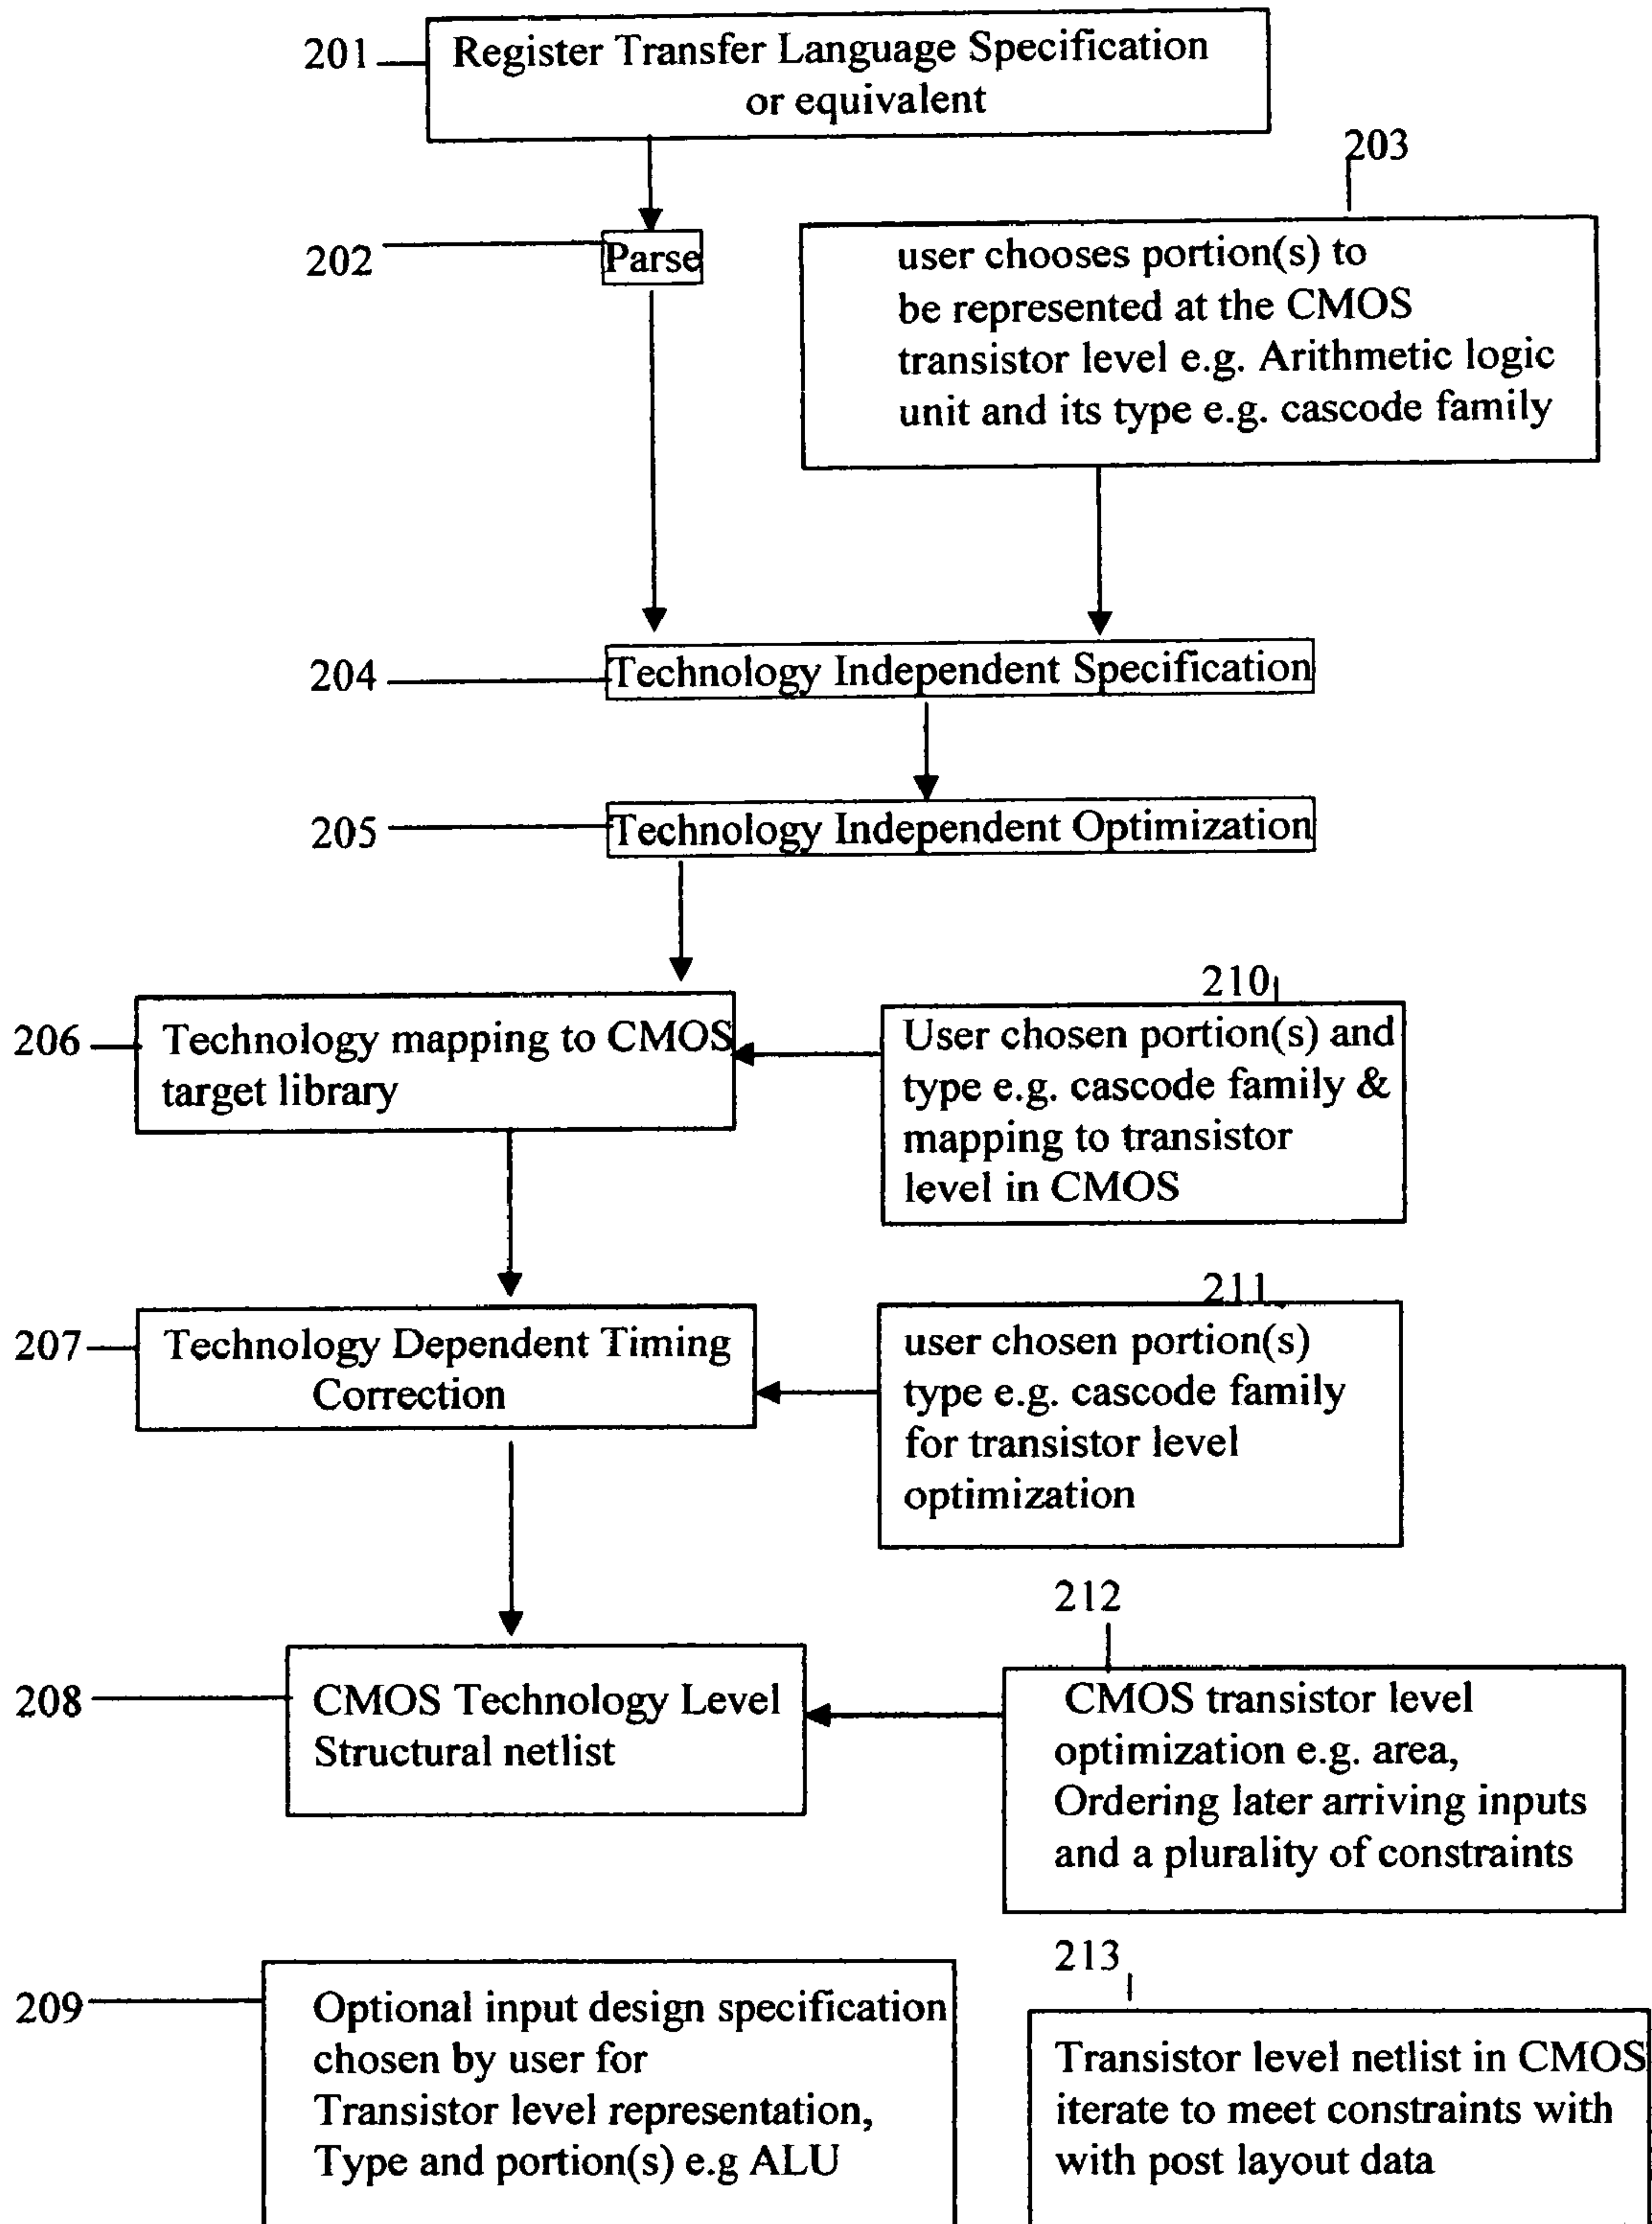 201
Register Transfer Language Specification
or equivalent
203
202
Parse
user chooses portion(s) to
be represented at the CMOS
transistor level e.g. Arithmetic logic
unit and its type e.g. cascode family
204
Technology Independent Specification
205
Technology Independent Optimization
206
Technology mapping to CMOS
target library
210
User chosen portion(s) and
type e.g. cascode family &
mapping to transistor
level in CMOS
207
Technology Dependent Timing
Correction
211
user chosen portion(s)
type e.g. cascode family
for transistor level
optimization
208
CMOS Technology Level
Structural netlist
212
CMOS transistor level
optimization e.g. area,
Ordering later arriving inputs
and a plurality of constraints
209
Optional input design specification
chosen by user for
Transistor level representation,
Type and portion(s) e.g ALU
213
Transistor level netlist in CMOS
iterate to meet constraints with
with post layout data